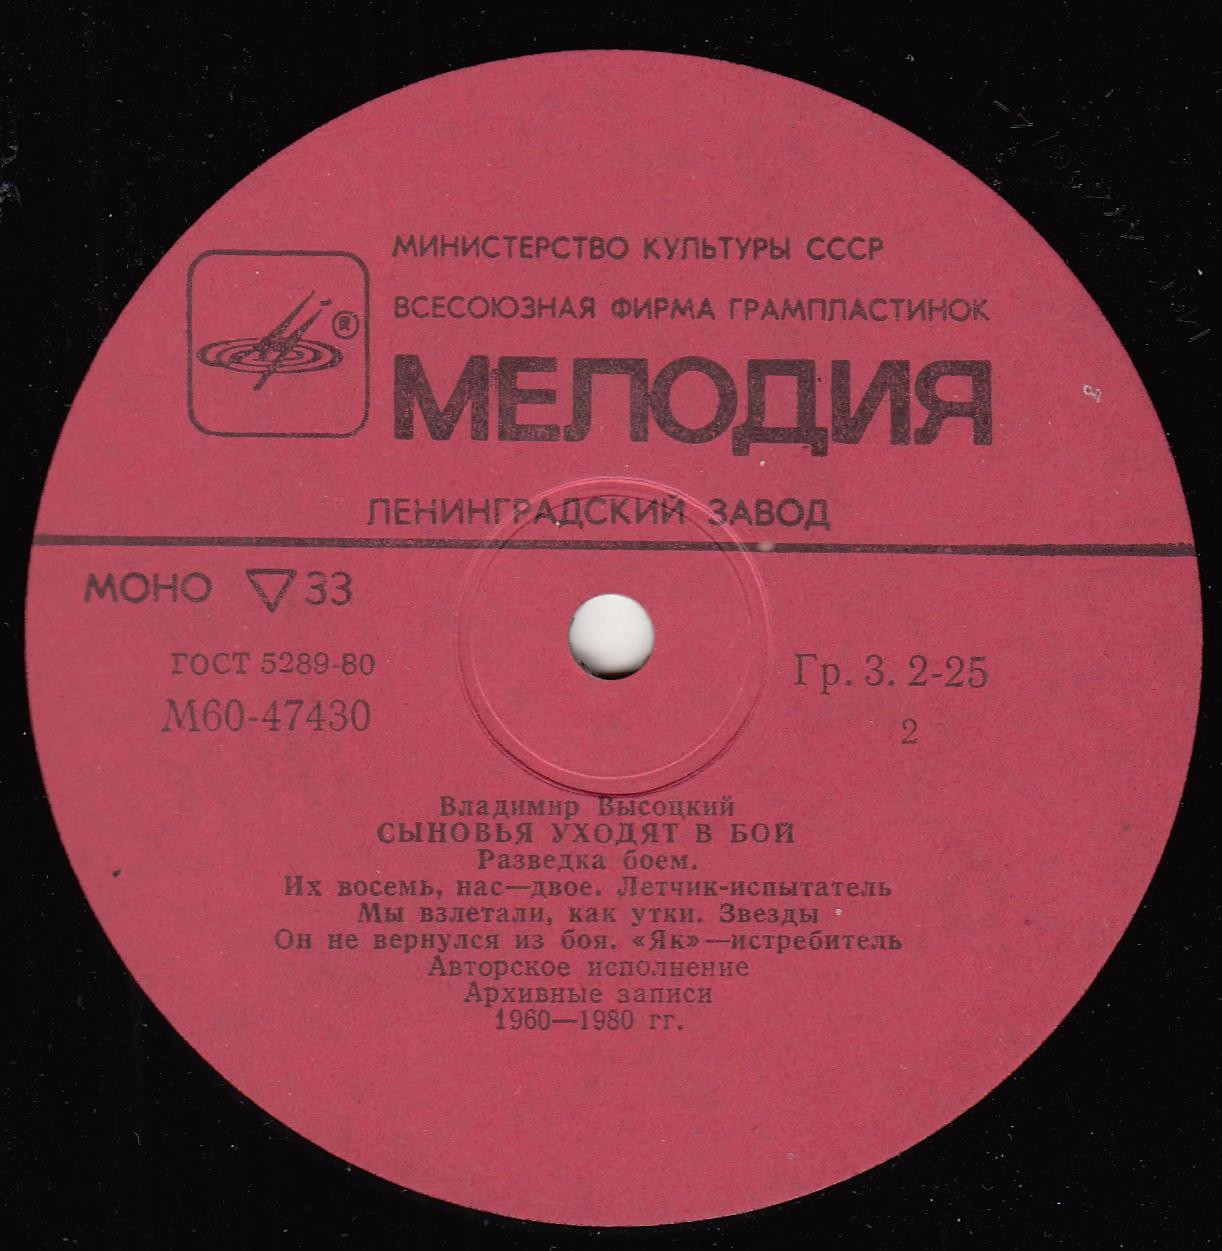 МИНИСТЕРСТВО КУЛЬТУРЫ СССР
ВСЕСОЮЗНАЯ ФИРМА ГРАМПЛАСТИНОК
®
МЕЛОДИЯ
ЛЕНИНГРАДСКИЙ ЗАВОД
МОНО ▽33
ГОСТ 5289-80
М60-47430
Гр. 3. 2-25
2
Владимир Высоцкий
СЫНОВЬЯ УХОДЯТ В БОЙ
Разведка боем.
Их восемь, нас—двое. Летчик-испытатель
Мы взлетали, как утки. Звезды
Он не вернулся из боя. «Як»—истребитель
Авторское исполнение
Архивные записи
1960—1980 гг.